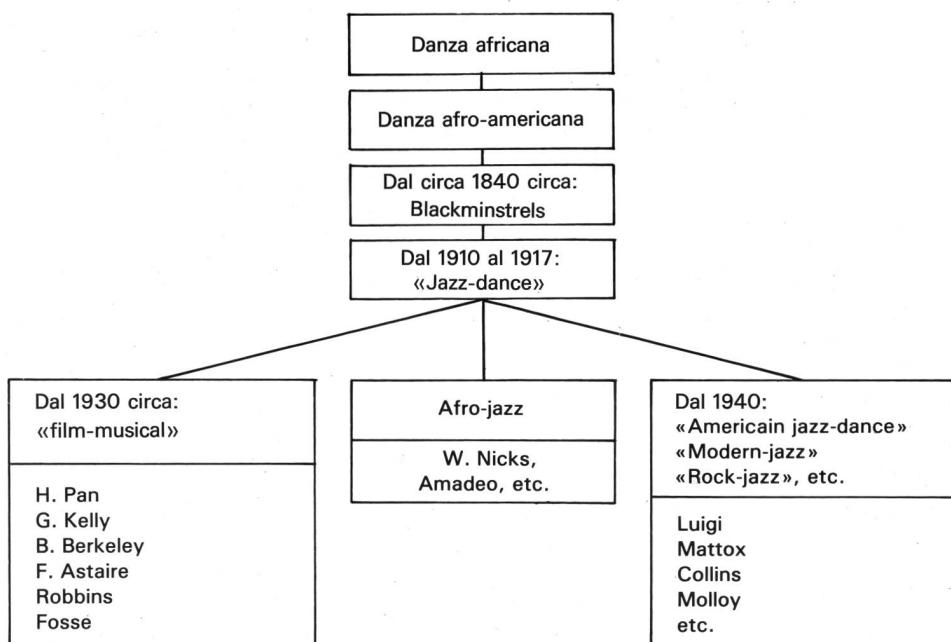 Danza africana
Danza afro-americana
Dal circa 1840 circa:
Blackminstrels
Dal 1910 al 1917:
«Jazz-dance»
Dal 1930 circa:
«film-musical»
H. Pan
G. Kelly
B. Berkeley
F. Astaire
Robbins
Fosse
Afro-jazz
W. Nicks,
Amadeo, etc.
Dal 1940:
«Americain jazz-dance»
«Modern-jazz»
«Rock-jazz», etc.
Luigi
Mattox
Collins
Molloy
etc.